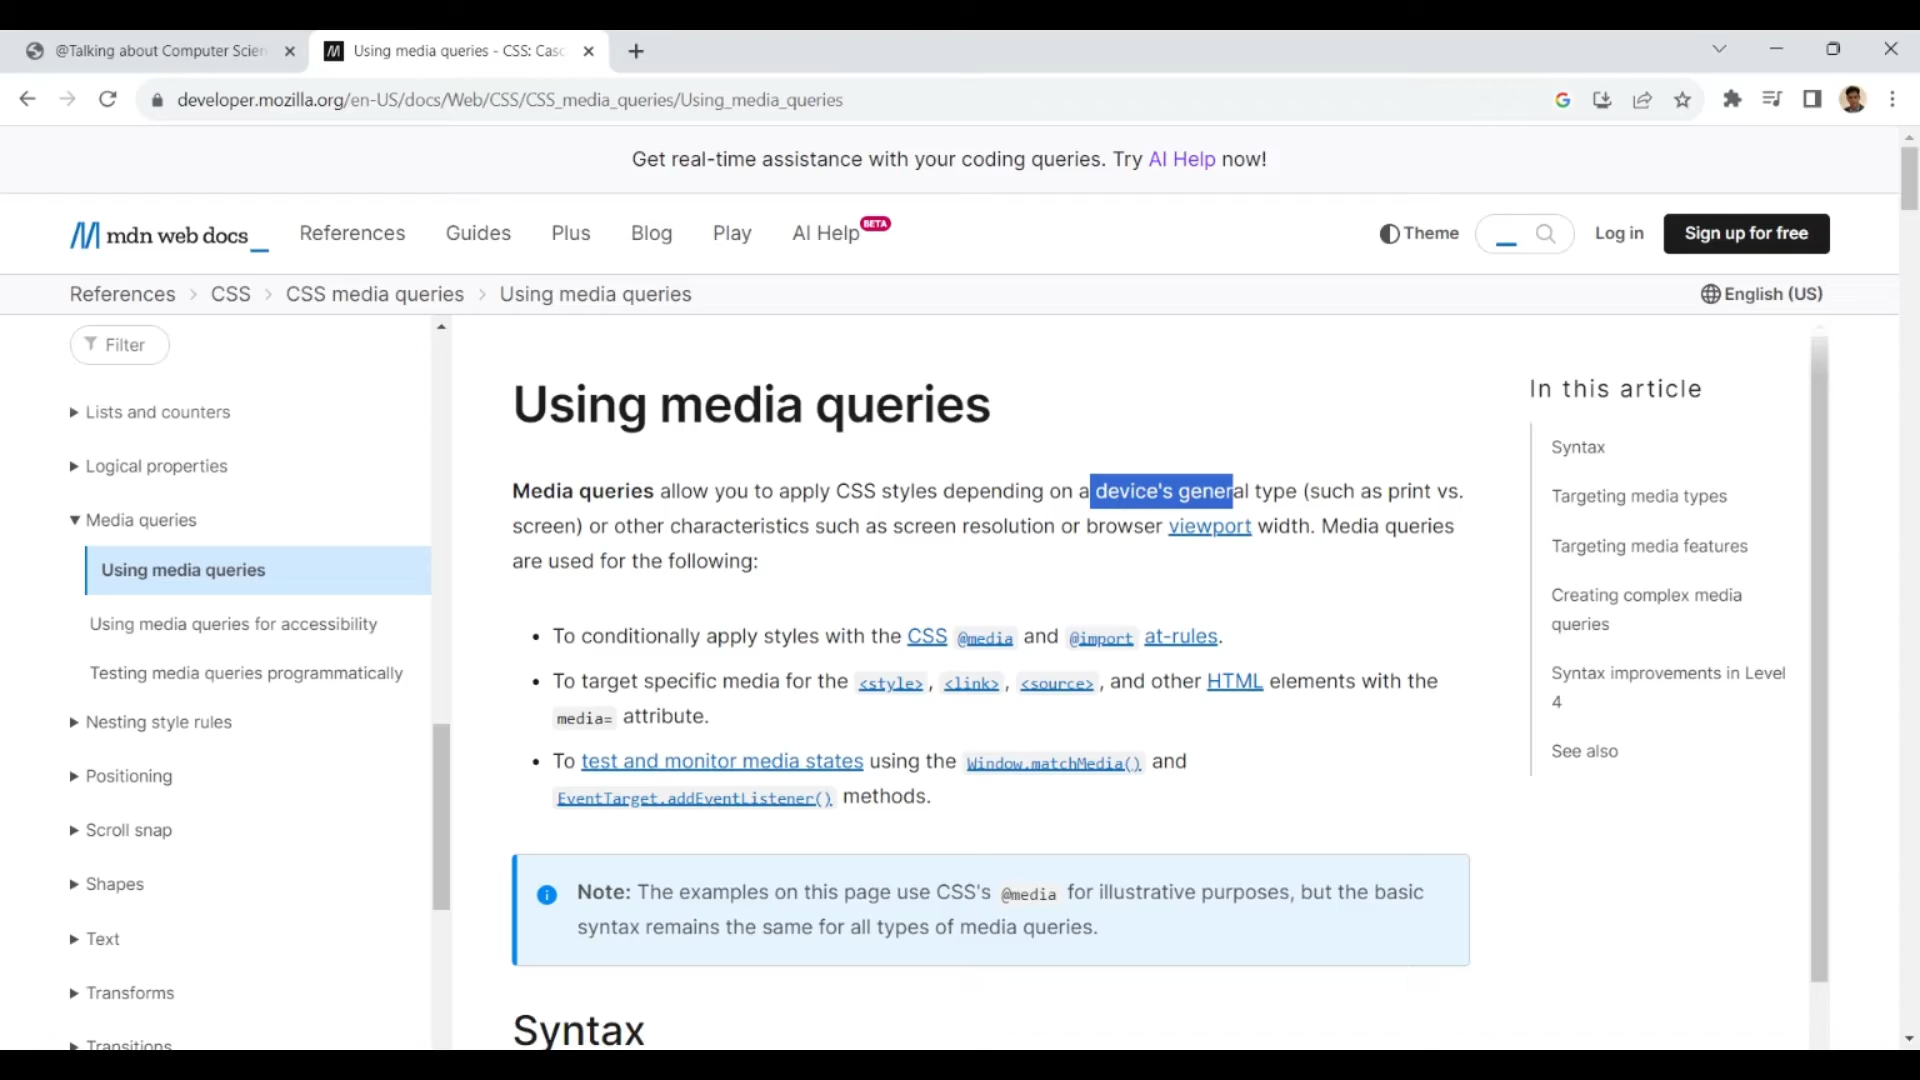 @Talking about Computer Scien
Using media queries - CSS: Casc
developer.mozilla.org/en-US/docs/Web/CSS/CSS_media_queries/Using_media_queries
Get real-time assistance with your coding queries. Try AI Help now!
mdn web docs_
References
Guides
Plus
Blog
Play
AI Help BETA
Theme
Log in
Sign up for free
References > CSS > CSS media queries > Using media queries
English (US)
Filter
Lists and counters
Logical properties
Media queries
Using media queries
Using media queries for accessibility
Testing media queries programmatically
Nesting style rules
Positioning
Scroll snap
Shapes
Text
Transforms
Transitions
Using media queries
Media queries allow you to apply CSS styles depending on a device's general type (such as print vs.
screen) or other characteristics such as screen resolution or browser viewport width. Media queries
are used for the following:
• To conditionally apply styles with the CSS @media and @import at-rules.
• To target specific media for the <style>, <link>, <source>, and other HTML elements with the
media= attribute.
• To test and monitor media states using the Window.matchMedia() and
EventTarget.addEventListener() methods.
Note: The examples on this page use CSS's @media for illustrative purposes, but the basic
syntax remains the same for all types of media queries.
Syntax
In this article
Syntax
Targeting media types
Targeting media features
Creating complex media
queries
Syntax improvements in Level
4
See also